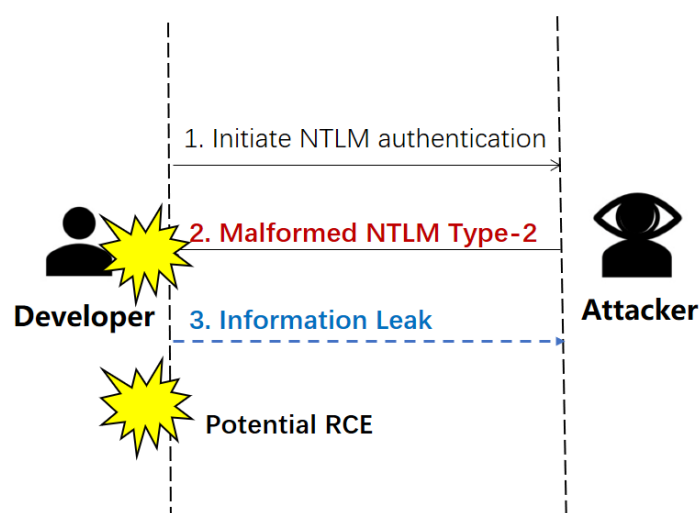 1. Initiate NTLM authentication
2. Malformed NTLM Type-2
Developer
3. Information Leak
Attacker
Potential RCE